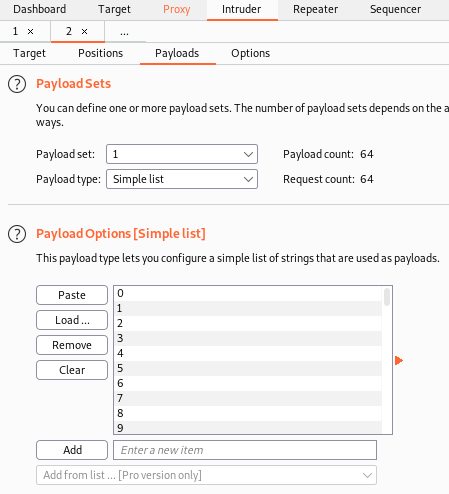 Dashboard Target Proxy Intruder Repeater Sequencer
1 × 2 × ...
Target Positions Payloads Options
? Payload Sets
You can define one or more payload sets. The number of payload sets depends on the a
ways.
Payload set: 1 Payload count: 64
Payload type: Simple list Request count: 64
? Payload Options [Simple list]
This payload type lets you configure a simple list of strings that are used as payloads.
Paste
Load ...
Remove
Clear
0
1
2
3
4
5
6
7
8
9
Add Enter a new item
Add from list ... [Pro version only]